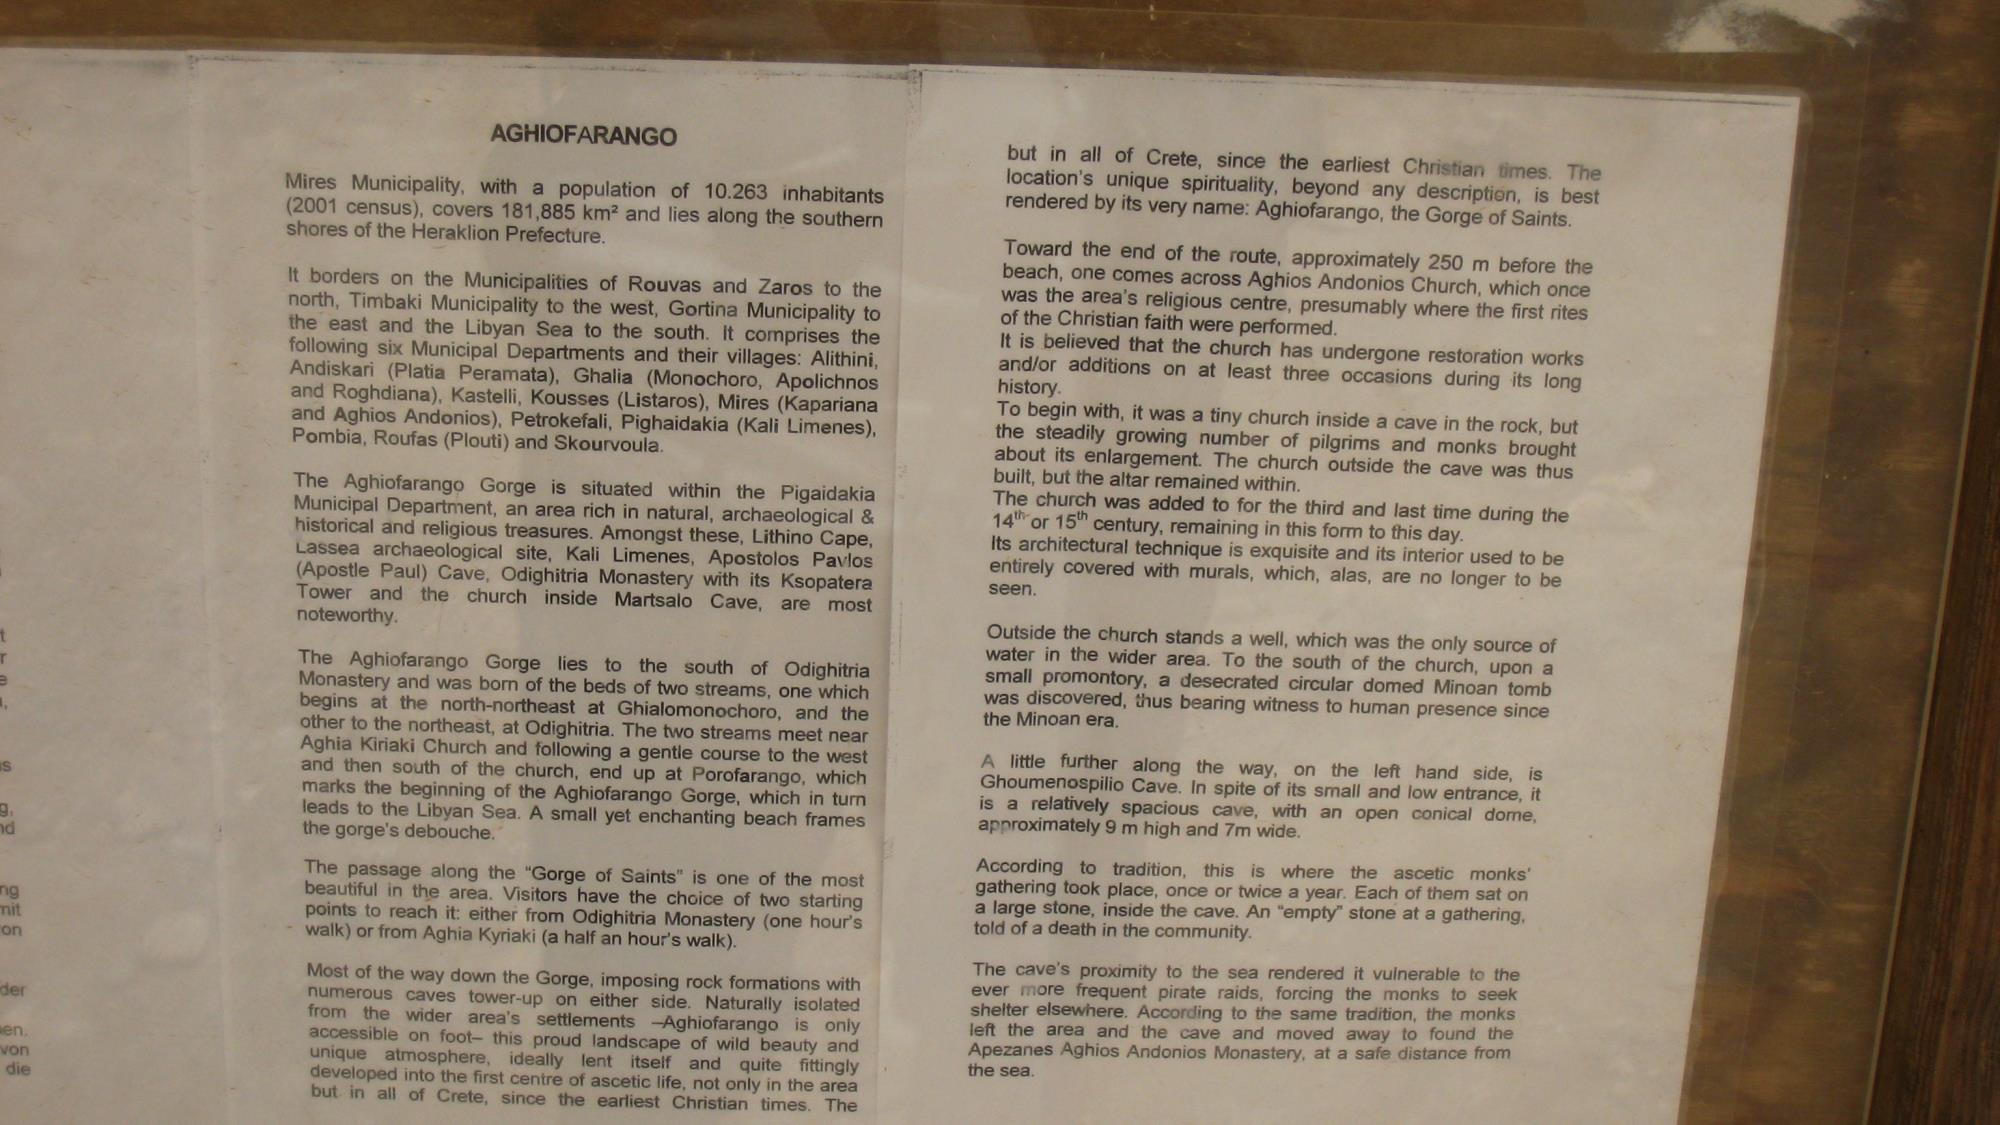 t
r
e
,
ns
g,
nd
ng
mit
on
der
en.
von
die
AGHIOFARANGO
Mires Municipality, with a population of 10.263 inhabitants
(2001 census), covers 181,885 km² and lies along the southern
shores of the Heraklion Prefecture.
It borders on the Municipalities of Rouvas and Zaros to the
north, Timbaki Municipality to the west, Gortina Municipality to
the east and the Libyan Sea to the south. It comprises the
following six Municipal Departments and their villages: Alithini,
Andiskari (Platia Peramata), Ghalia (Monochoro, Apolichnos
and Roghdiana), Kastelli, Kousses (Listaros), Mires (Kapariana
and Aghios Andonios), Petrokefali, Pighaidakia (Kali Limenes),
Pombia, Roufas (Plouti) and Skourvoula.
The Aghiofarango Gorge is situated within the Pigaidakia
Municipal Department, an area rich in natural, archaeological &
historical and religious treasures. Amongst these, Lithino Cape,
Lassea archaeological site, Kali Limenes, Apostolos Pavlos
(Apostle Paul) Cave, Odighitria Monastery with its Ksopatera
Tower and the church inside Martsalo Cave, are most
noteworthy.
The Aghiofarango Gorge lies to the south of Odighitria
Monastery and was born of the beds of two streams, one which
begins at the north-northeast at Ghialomonochoro, and the
other to the northeast, at Odighitria. The two streams meet near
Aghia Kiriaki Church and following a gentle course to the west
and then south of the church, end up at Porofarango, which
marks the beginning of the Aghiofarango Gorge, which in turn
leads to the Libyan Sea. A small yet enchanting beach frames
the gorge's debouche.
The passage along the "Gorge of Saints" is one of the most
beautiful in the area. Visitors have the choice of two starting
points to reach it: either from Odighitria Monastery (one hour's
walk) or from Aghia Kyriaki (a half an hour's walk).
Most of the way down the Gorge, imposing rock formations with
numerous caves tower-up on either side. Naturally isolated
from the wider area's settlements –Aghiofarango is only
accessible on foot– this proud landscape of wild beauty and
unique atmosphere, ideally lent itself and quite fittingly
developed into the first centre of ascetic life, not only in the area
but in all of Crete, since the earliest Christian times. The
but in all of Crete, since the earliest Christian times. The
location's unique spirituality, beyond any description, is best
rendered by its very name: Aghiofarango, the Gorge of Saints.
Toward the end of the route, approximately 250 m before the
beach, one comes across Aghios Andonios Church, which once
was the area's religious centre, presumably where the first rites
of the Christian faith were performed.
It is believed that the church has undergone restoration works
and/or additions on at least three occasions during its long
history.
To begin with, it was a tiny church inside a cave in the rock, but
the steadily growing number of pilgrims and monks brought
about its enlargement. The church outside the cave was thus
built, but the altar remained within.
The church was added to for the third and last time during the
14th or 15th century, remaining in this form to this day.
Its architectural technique is exquisite and its interior used to be
entirely covered with murals, which, alas, are no longer to be
seen.
Outside the church stands a well, which was the only source of
water in the wider area. To the south of the church, upon a
small promontory, a desecrated circular domed Minoan tomb
was discovered, thus bearing witness to human presence since
the Minoan era.
A little further along the way, on the left hand side, is
Ghoumenospilio Cave. In spite of its small and low entrance, it
is a relatively spacious cave, with an open conical dome,
approximately 9 m high and 7m wide.
According to tradition, this is where the ascetic monks'
gathering took place, once or twice a year. Each of them sat on
a large stone, inside the cave. An "empty" stone at a gathering,
told of a death in the community.
The cave's proximity to the sea rendered it vulnerable to the
ever more frequent pirate raids, forcing the monks to seek
shelter elsewhere. According to the same tradition, the monks
left the area and the cave and moved away to found the
Apezanes Aghios Andonios Monastery, at a safe distance from
the sea.